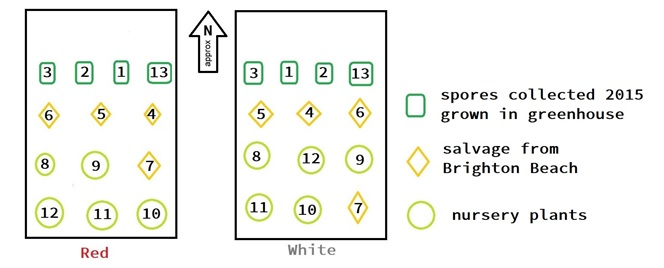 N
approx
3 2 1 13
6 5 4
8 9 7
12 11 10
Red
3 1 2 13
5 4 6
8 12 9
11 10 7
White
spores collected 2015
grown in greenhouse
salvage from
Brighton Beach
nursery plants